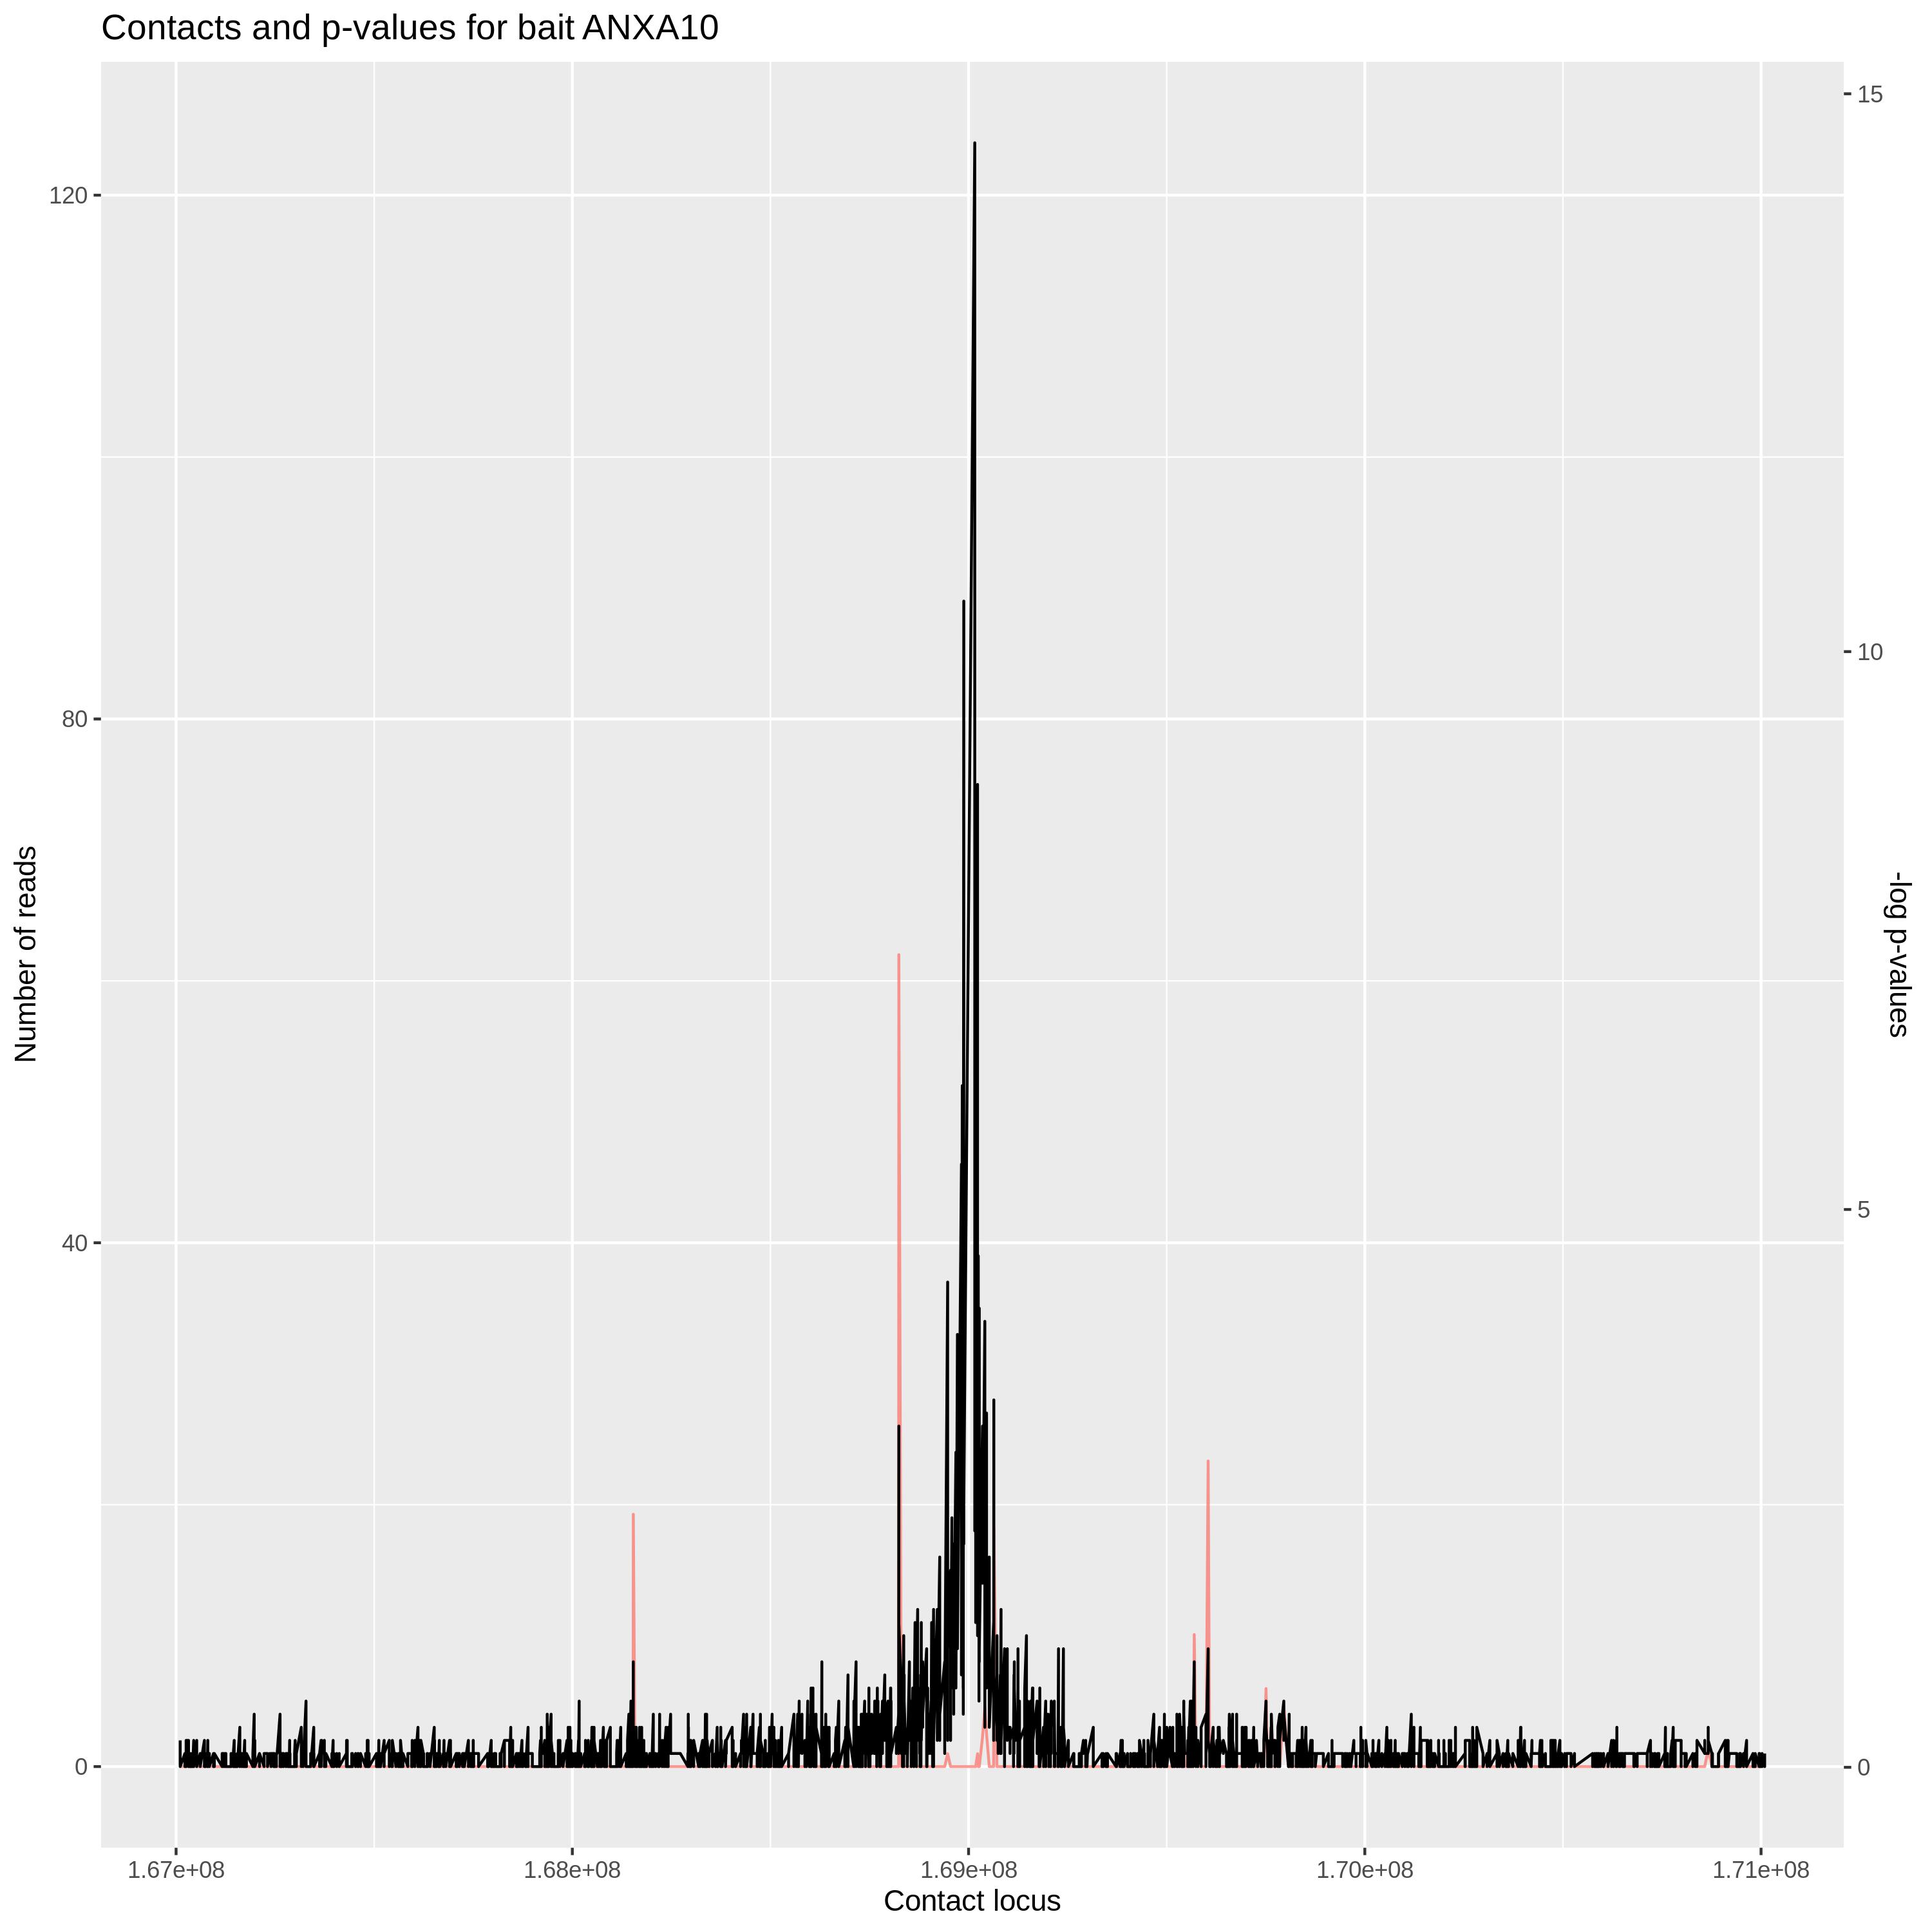 Contacts and p-values for bait ANXA10
15
120
10
80
Number of reads
-log p-values
5
40
0
0
1.67e+08
1.68e+08
1.69e+08
1.70e+08
1.71e+08
Contact locus